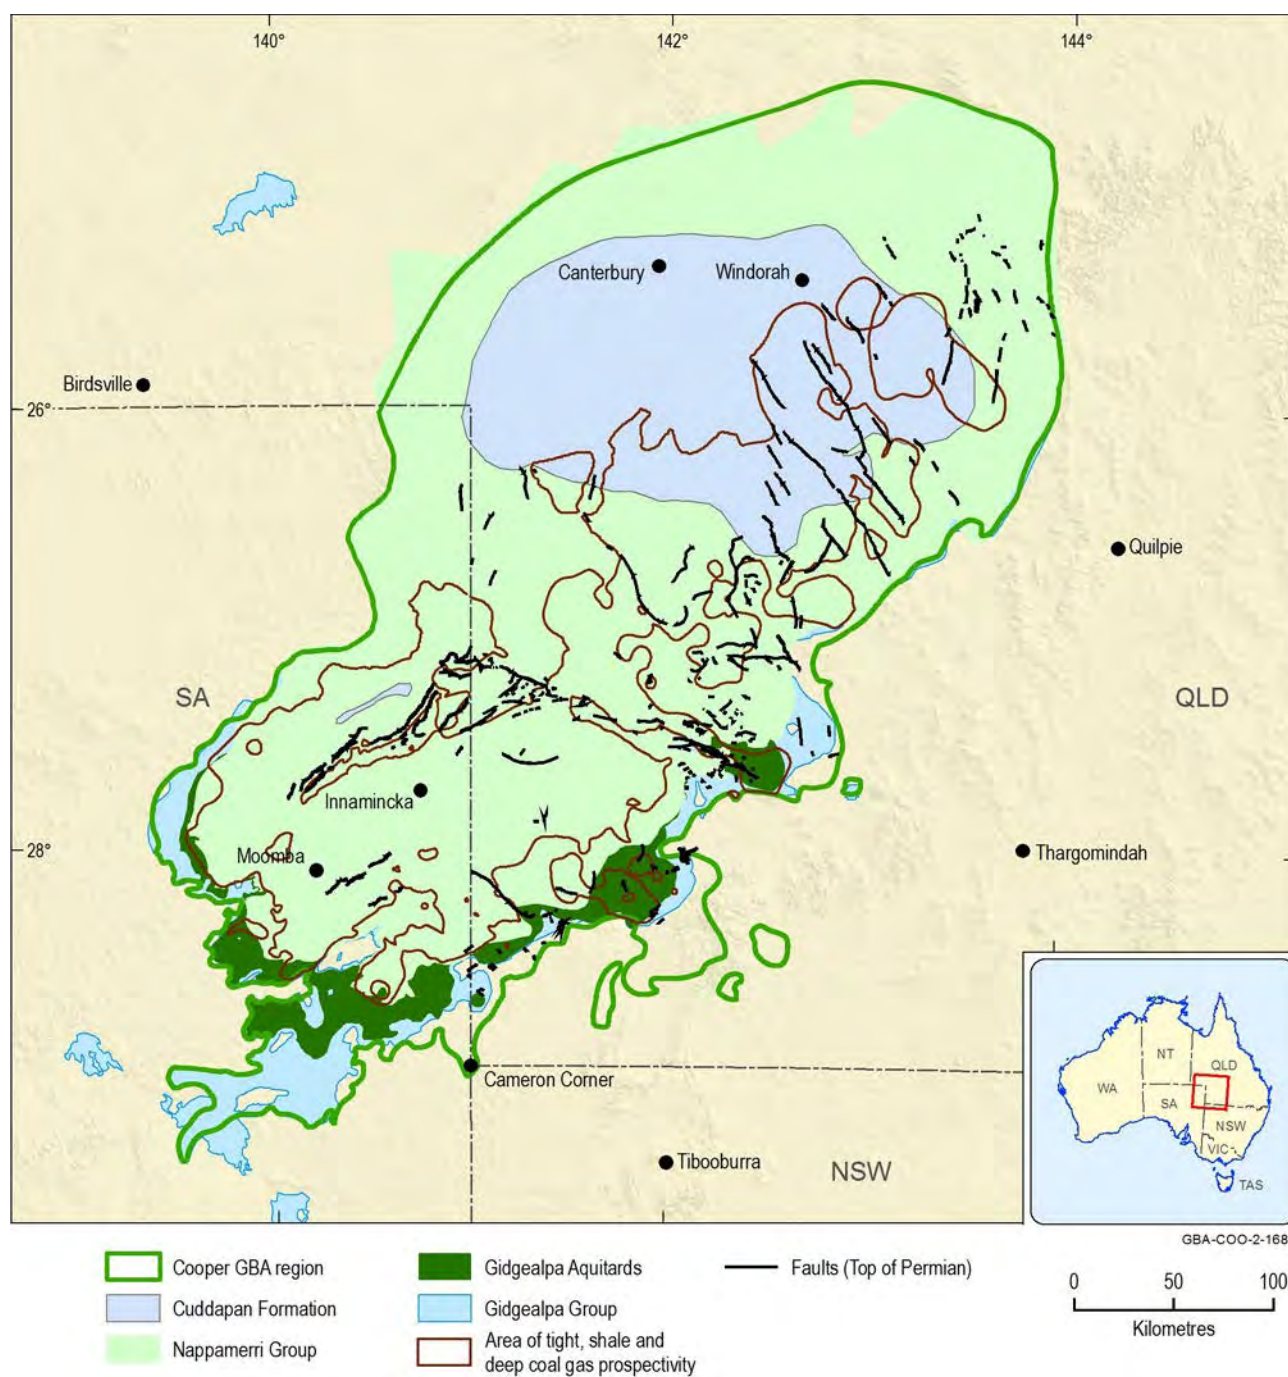 140°
142°
144°
Canterbury
Windorah
Birdsville
26°
Quilpie
SA
QLD
Innamincka
28°
Moomba
Thargomindah
Cameron Corner
Tibooburra
NSW
NT
QLD
WA
SA
NSW
VIC
TAS
GBA-COO-2-168
Cooper GBA region
Cuddapan Formation
Nappamerri Group
Gidgealpa Aquitards
Gidgealpa Group
Area of tight, shale and
deep coal gas prospectivity
Faults (Top of Permian)
0 50 100
Kilometres